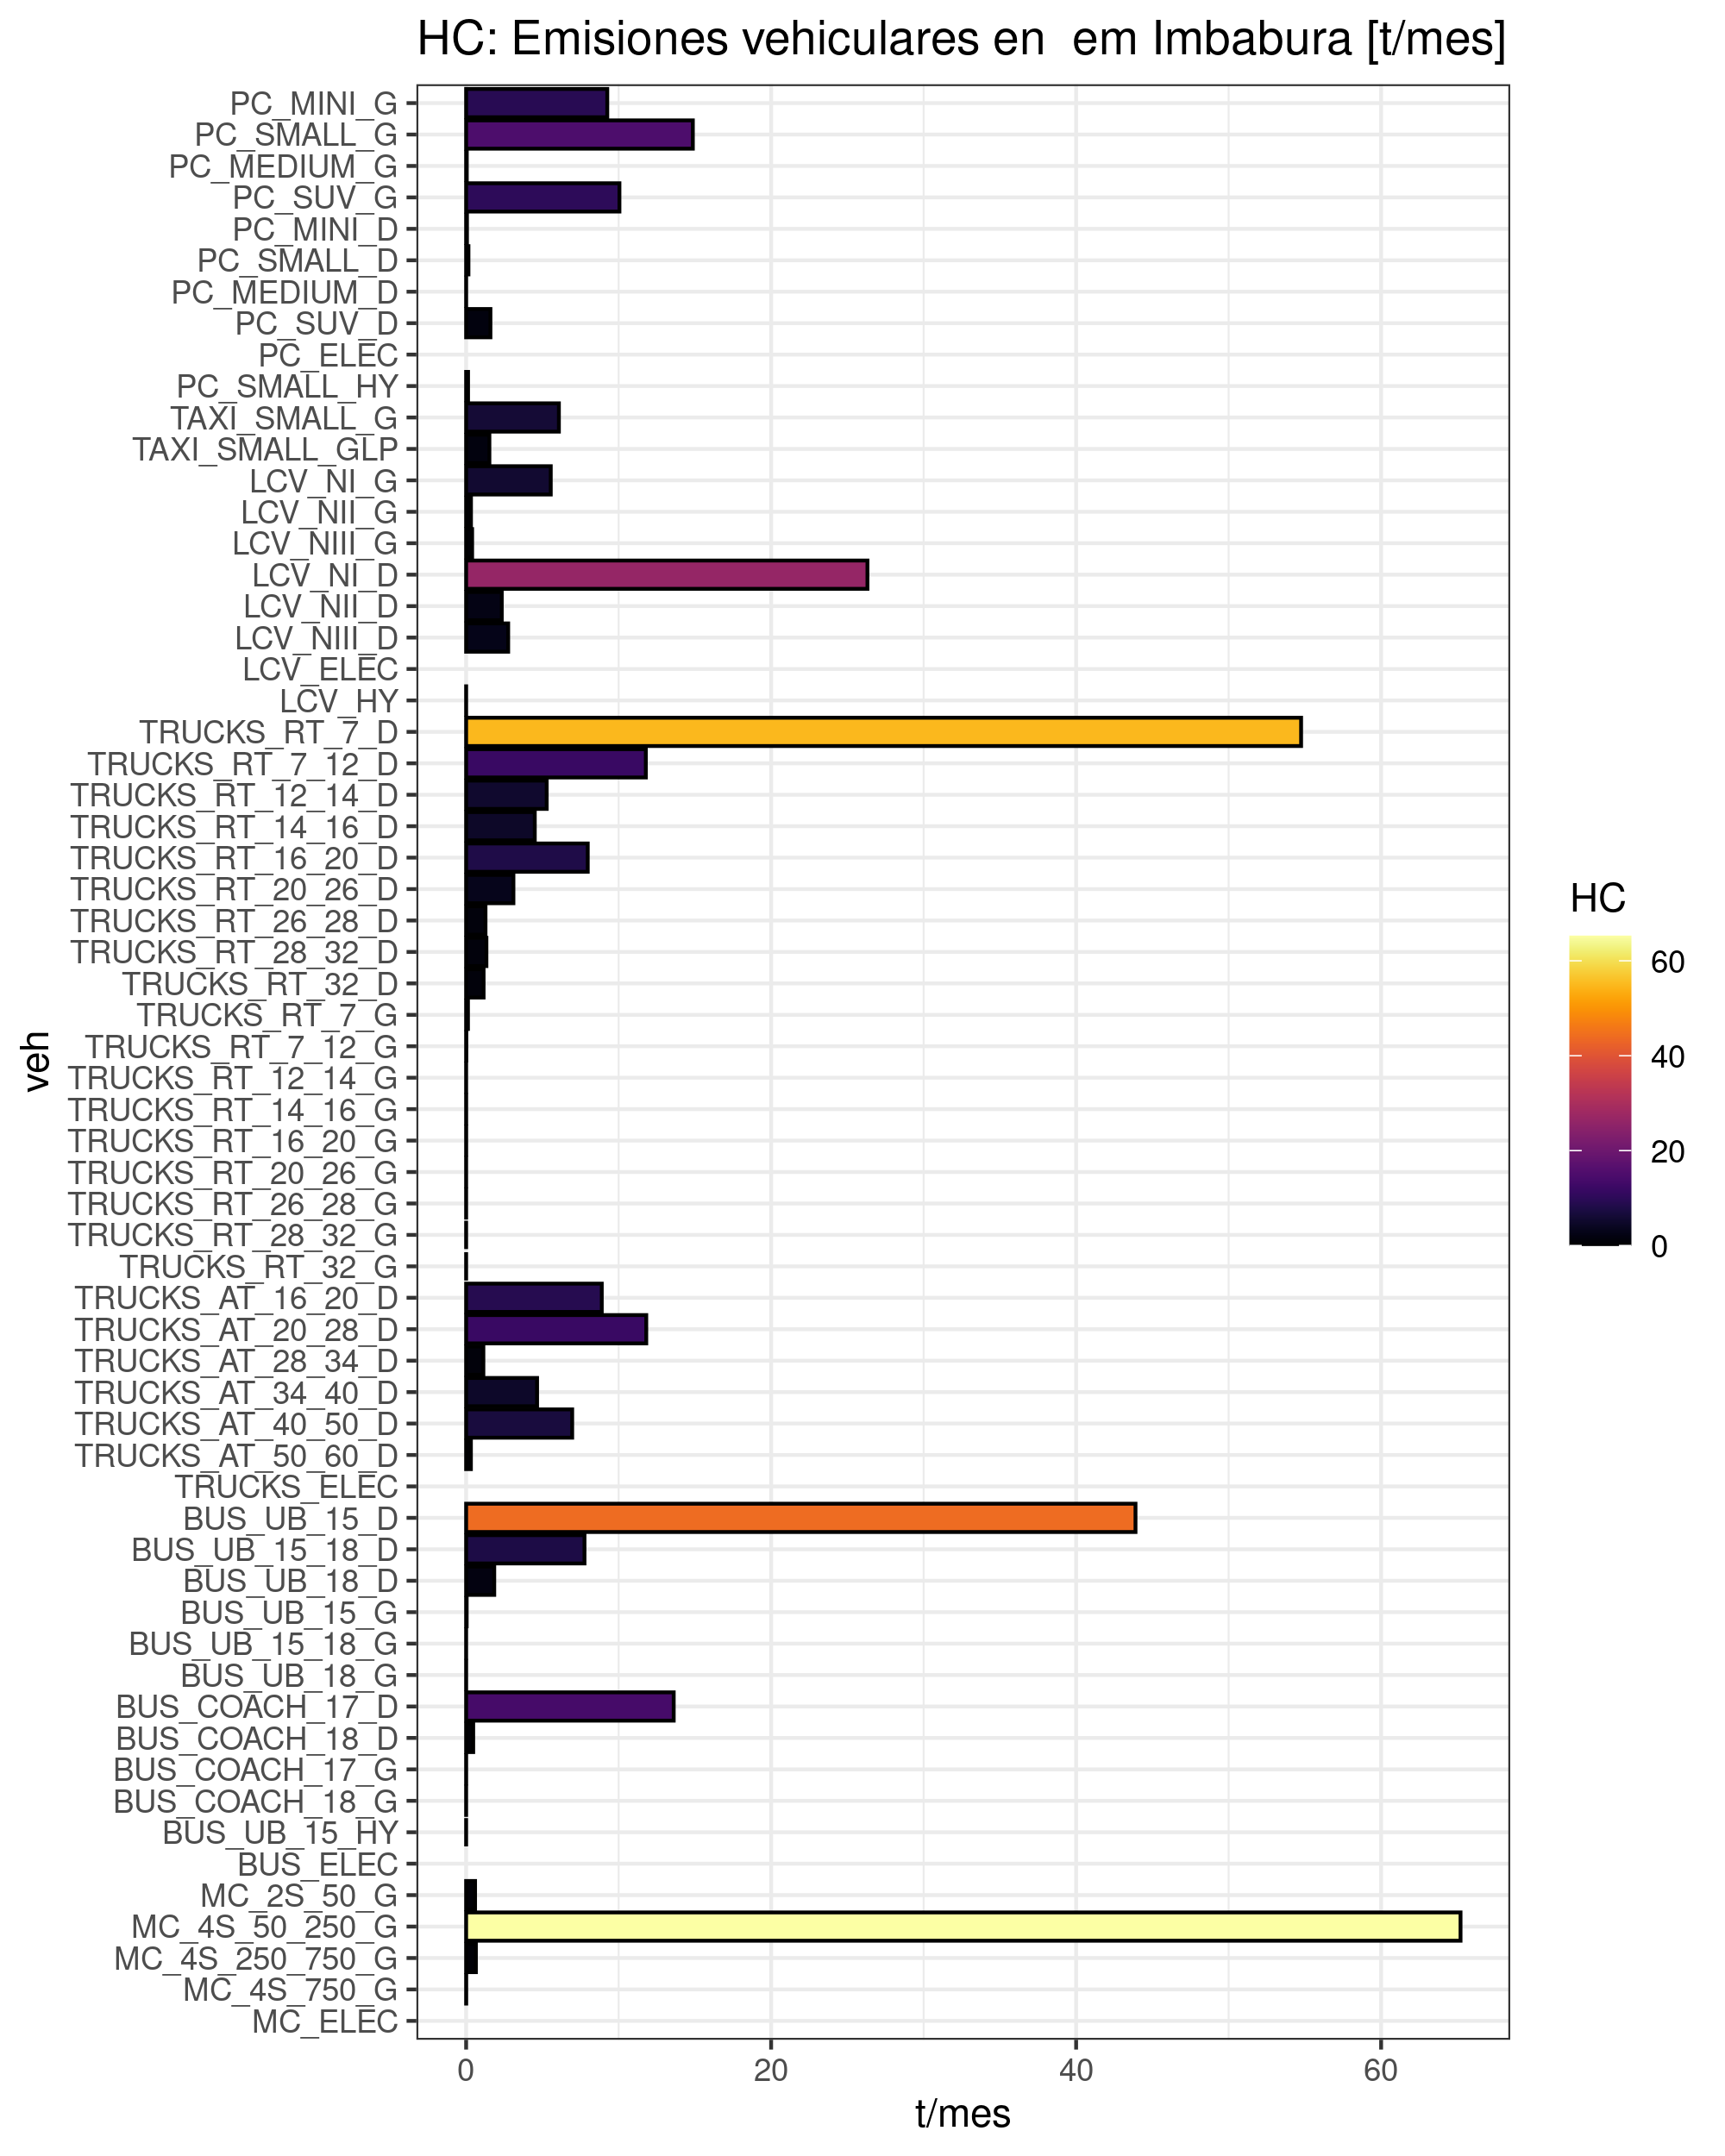 HC: Emisiones vehiculares en  em Imbabura [t/mes]
PC_MINI_G
PC_SMALL_G
PC_MEDIUM_G
PC_SUV_G
PC_MINI_D
PC_SMALL_D
PC_MEDIUM_D
PC_SUV_D
PC_ELEC
PC_SMALL_HY
TAXI_SMALL_G
TAXI_SMALL_GLP
LCV_NI_G
LCV_NII_G
LCV_NIII_G
LCV_NI_D
LCV_NII_D
LCV_NIII_D
LCV_ELEC
LCV_HY
TRUCKS_RT_7_D
TRUCKS_RT_7_12_D
TRUCKS_RT_12_14_D
TRUCKS_RT_14_16_D
TRUCKS_RT_16_20_D
TRUCKS_RT_20_26_D
TRUCKS_RT_26_28_D
TRUCKS_RT_28_32_D
TRUCKS_RT_32_D
TRUCKS_RT_7_G
TRUCKS_RT_7_12_G
TRUCKS_RT_12_14_G
TRUCKS_RT_14_16_G
TRUCKS_RT_16_20_G
TRUCKS_RT_20_26_G
TRUCKS_RT_26_28_G
TRUCKS_RT_28_32_G
TRUCKS_RT_32_G
TRUCKS_AT_16_20_D
TRUCKS_AT_20_28_D
TRUCKS_AT_28_34_D
TRUCKS_AT_34_40_D
TRUCKS_AT_40_50_D
TRUCKS_AT_50_60_D
TRUCKS_ELEC
BUS_UB_15_D
BUS_UB_15_18_D
BUS_UB_18_D
BUS_UB_15_G
BUS_UB_15_18_G
BUS_UB_18_G
BUS_COACH_17_D
BUS_COACH_18_D
BUS_COACH_17_G
BUS_COACH_18_G
BUS_UB_15_HY
BUS_ELEC
MC_2S_50_G
MC_4S_50_250_G
MC_4S_250_750_G
MC_4S_750_G
MC_ELEC
veh
0 20 40 60
t/mes
HC
60
40
20
0